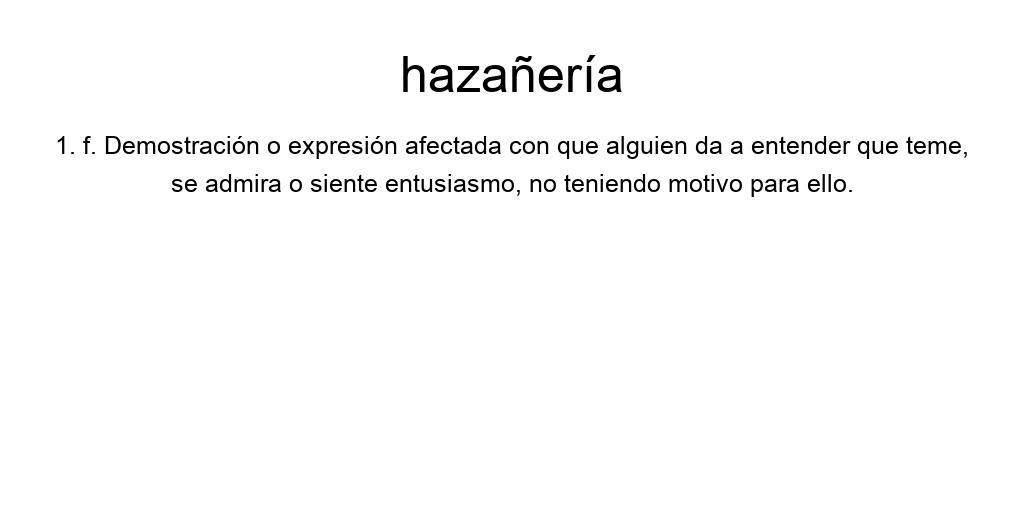 hazañería
1. f. Demostración o expresión afectada con que alguien da a entender que teme,
se admira o siente entusiasmo, no teniendo motivo para ello.